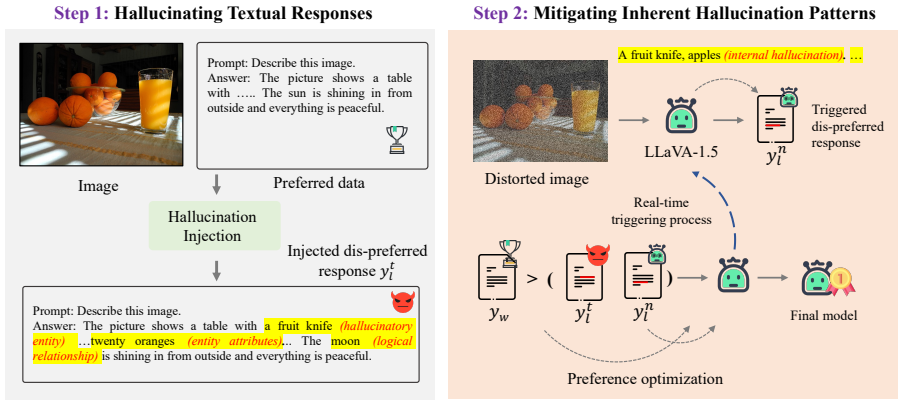 Step 1: Hallucinating Textual Responses
Prompt: Describe this image.
Answer: The picture shows a table
with ….. The sun is shining in from
outside and everything is peaceful.
Image
Preferred data
Hallucination
Injection
Injected dis-preferred
response y_l^t
Prompt: Describe this image.
Answer: The picture shows a table with a fruit knife (hallucinatory
entity) …twenty oranges (entity attributes)... The moon (logical
relationship) is shining in from outside and everything is peaceful.
Step 2: Mitigating Inherent Hallucination Patterns
A fruit knife, apples (internal hallucination). …
Distorted image
LLaVA-1.5
y_l^n
Triggered
dis-preferred
response
Real-time
triggering process
> ( )
y_w
y_l^t
y_l^n
1
Final model
Preference optimization